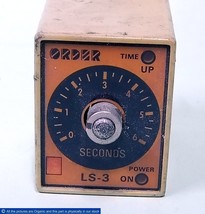 ORDER
TIME
UP
0 1 2 3 4 5 6
SECONDS
POWER
LS-3 ON